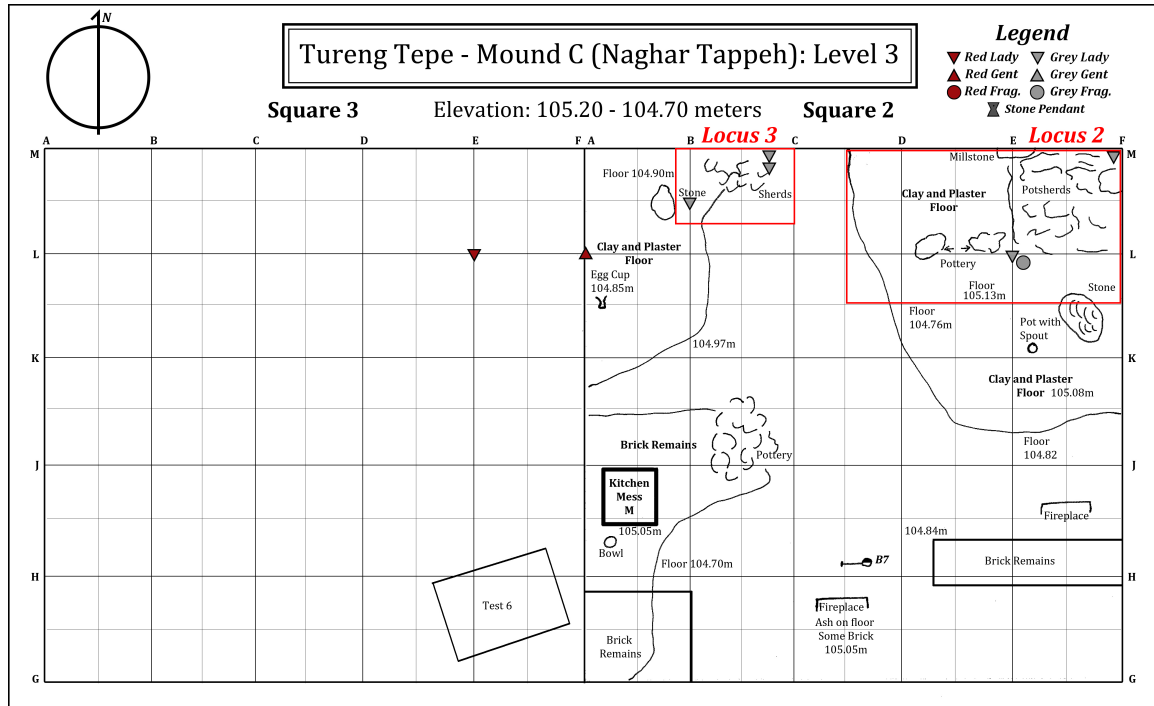 N
Tureng Tepe - Mound C (Naghar Tappeh): Level 3
Legend
Red Lady Grey Lady
Red Gent Grey Gent
Red Frag. Grey Frag.
Stone Pendant
Square 3 Elevation: 105.20 - 104.70 meters Square 2
Locus 3 Locus 2
A B C D E F A B C D E F
M M
Millstone
Floor 104.90m
Stone
Sherds
Potsherds
Clay and Plaster
Floor
L L
Clay and Plaster
Floor
Pottery
Egg Cup
104.85m
Floor
105.13m
Stone
Floor
104.76m
Pot with
Spout
104.97m
K K
Clay and Plaster
Floor 105.08m
Brick Remains
Pottery
Floor
104.82
J J
Kitchen
Mess
M
105.05m
Bowl
Fireplace
104.84m
Floor 104.70m
B7
Brick Remains
H H
Test 6
Fireplace
Ash on floor
Some Brick
105.05m
Brick
Remains
G G